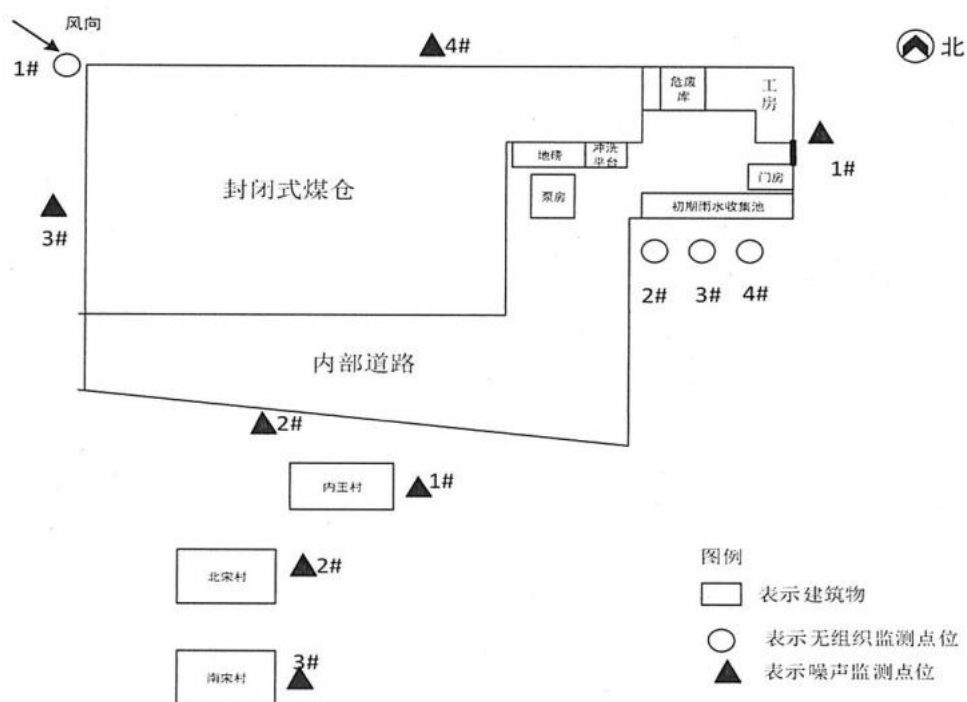 风向
4#
北
1#
危废
库
工
房
1#
地磅
冲洗
平台
泵房
门房
封闭式煤仓
初期雨水收集池
3#
2#
3#
4#
内部道路
2#
内王村
1#
北宋村
2#
南宋村
3#
图例
表示建筑物
表示无组织监测点位
表示噪声监测点位